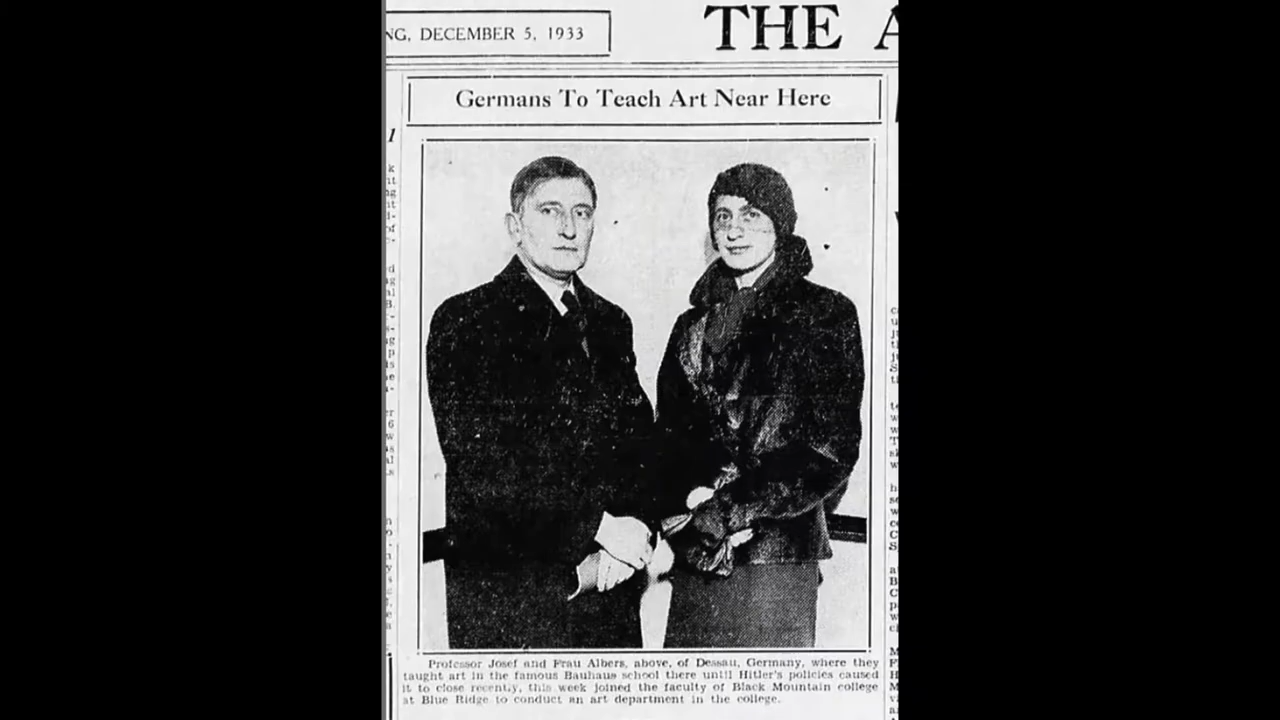 NG, DECEMBER 5, 1933
THE A
Germans To Teach Art Near Here
Professor Josef and Frau Albers, above, of Dessau, Germany, where they
taught art in the famous Bauhaus school there until Hitler's policies caused
it to close recently, this week joined the faculty of Black Mountain college
at Blue Ridge to conduct an art department in the college.